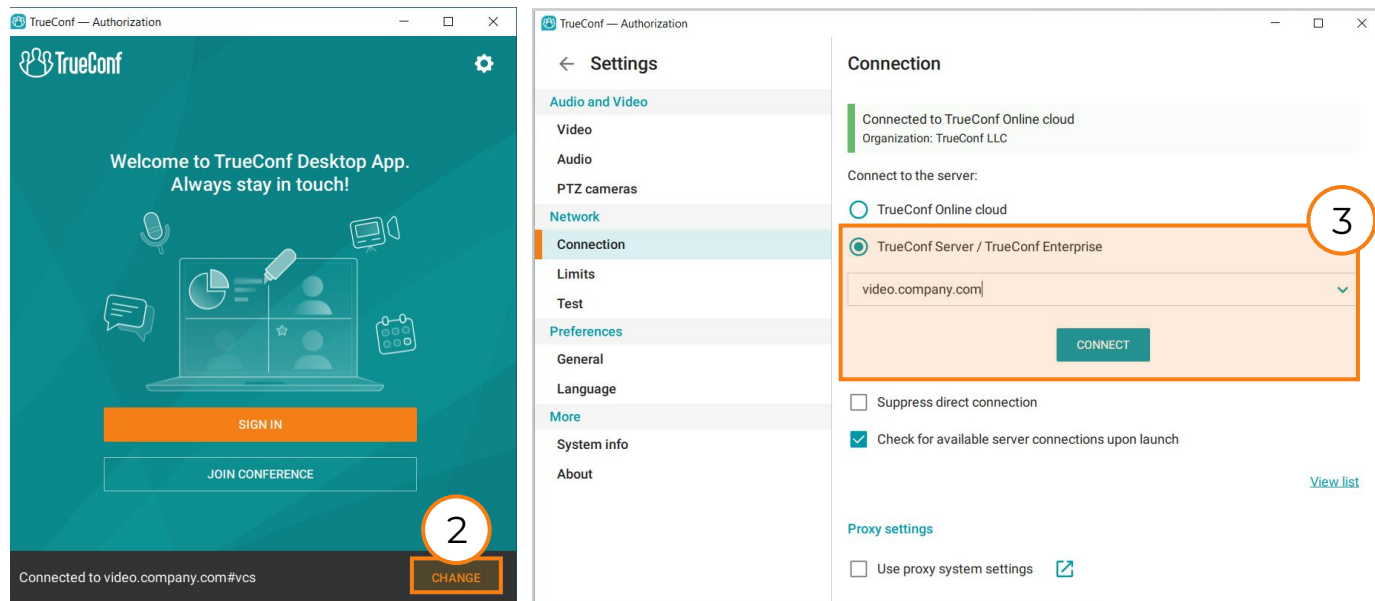 TrueConf — Authorization
TrueConf
Welcome to TrueConf Desktop App.
Always stay in touch!
SIGN IN
JOIN CONFERENCE
2
Connected to video.company.com#vcs
CHANGE
TrueConf — Authorization
Settings
Audio and Video
Video
Audio
PTZ cameras
Network
Connection
Limits
Test
Preferences
General
Language
More
System info
About
Connection
Connected to TrueConf Online cloud
Organization: TrueConf LLC
Connect to the server:
TrueConf Online cloud
3
TrueConf Server / TrueConf Enterprise
video.company.com
CONNECT
Suppress direct connection
Check for available server connections upon launch
View list
Proxy settings
Use proxy system settings